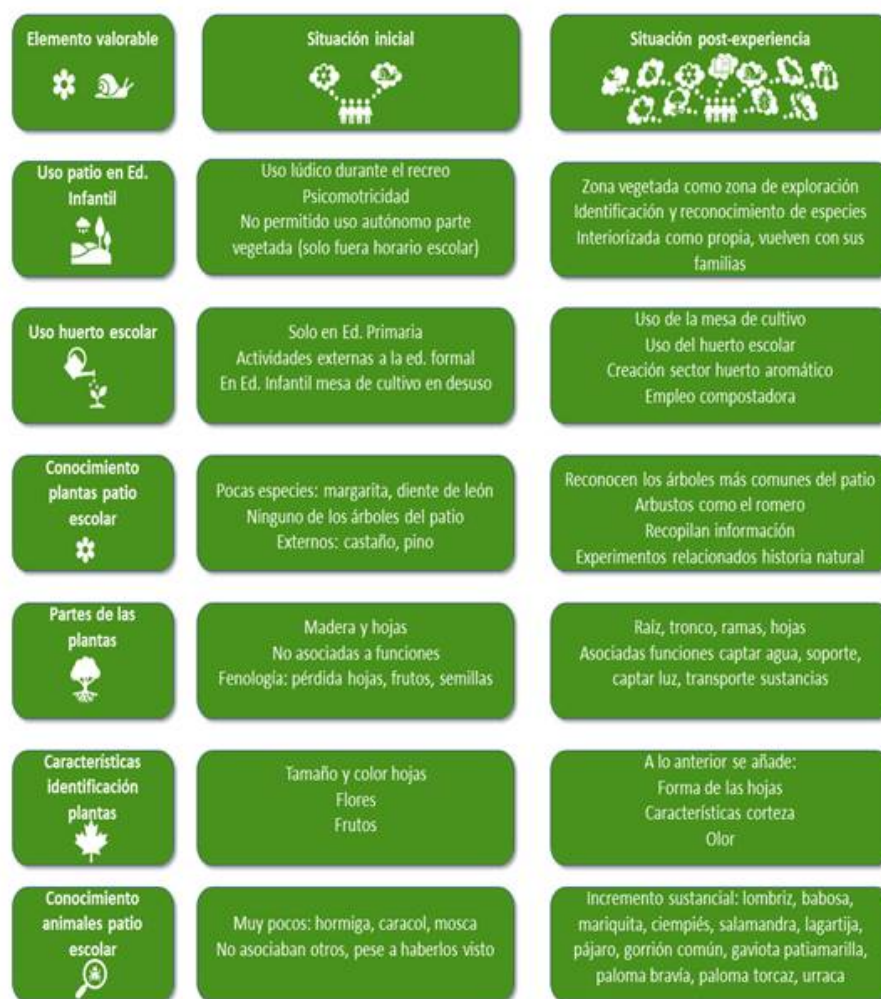 Elemento valorable
Situación inicial
Situación post-experiencia
Uso patio en Ed.
Infantil
Uso lúdico durante el recreo
Psicomotricidad
No permitido uso autónomo parte
vegetada (solo fuera horario escolar)
Zona vegetada como zona de exploración
Identificación y reconocimiento de especies
Interiorizada como propia, vuelven con sus
familias
Uso huerto escolar
Solo en Ed. Primaria
Actividades externas a la ed. formal
En Ed. Infantil mesa de cultivo en desuso
Uso de la mesa de cultivo
Uso del huerto escolar
Creación sector huerto aromático
Empleo compostadora
Conocimiento
plantas patio
escolar
Pocas especies: margarita, diente de león
Ninguno de los árboles del patio
Externos: castaño, pino
Reconocen los árboles más comunes del patio
Arbustos como el romero
Recopilan información
Experimentos relacionados historia natural
Partes de las
plantas
Madera y hojas
No asociadas a funciones
Fenología: pérdida hojas, frutos, semillas
Raíz, tronco, ramas, hojas
Asociadas funciones captar agua, soporte,
captar luz, transporte sustancias
Características
identificación
plantas
Tamaño y color hojas
Flores
Frutos
A lo anterior se añade:
Forma de las hojas
Características corteza
Olor
Conocimiento
animales patio
escolar
Muy pocos: hormiga, caracol, mosca
No asociaban otros, pese a haberlos visto
Incremento sustancial: lombriz, babosa,
mariquita, ciempiés, salamandra, lagartija,
pájaro, gorrión común, gaviota patiamarilla,
paloma bravía, paloma torcaz, urraca